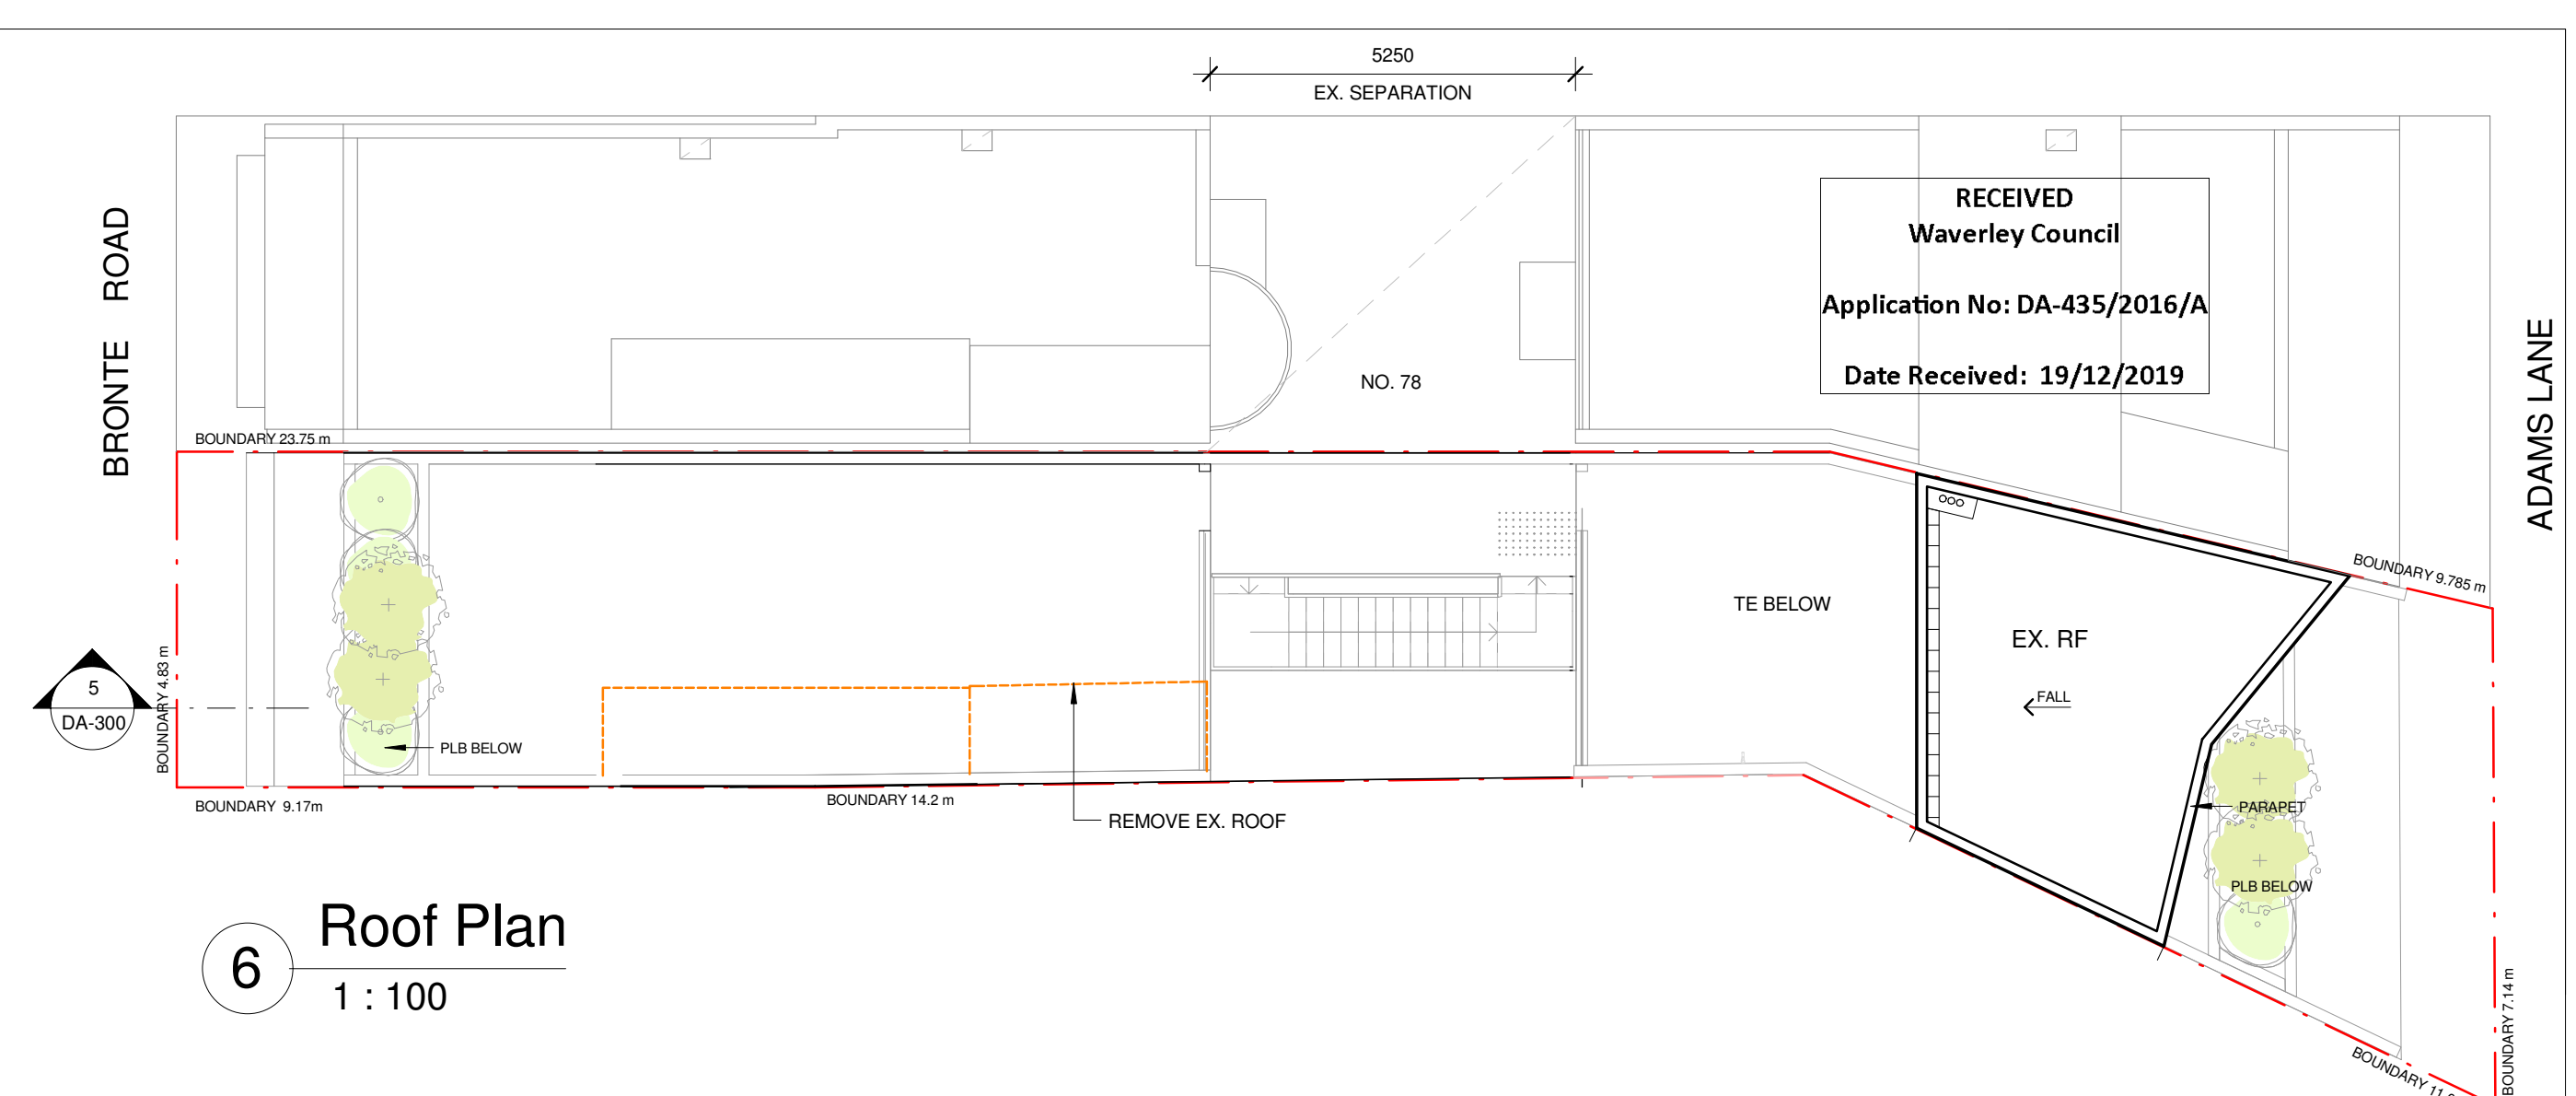 5250
EX. SEPARATION
RECEIVED
Waverley Council
Application No: DA-435/2016/A
Date Received: 19/12/2019
BRONTE ROAD
ADAMS LANE
NO. 78
BOUNDARY 23.75 m
BOUNDARY 9.785 m
TE BELOW
EX. RF
FALL
BOUNDARY 4.83 m
5
DA-300
PLB BELOW
PARAPET
BOUNDARY 9.17m
BOUNDARY 14.2 m
REMOVE EX. ROOF
PLB BELOW
6
Roof Plan
1 : 100
BOUNDARY 7.14 m
BOUNDARY 11.